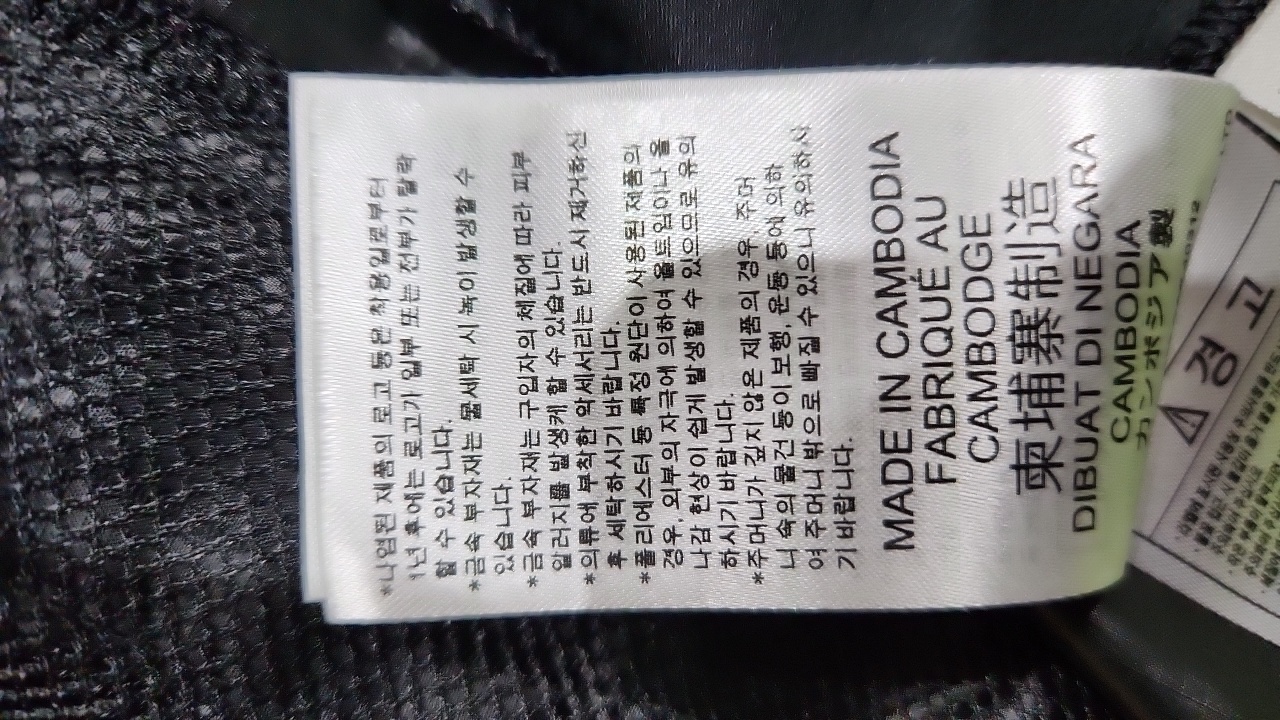 *나염된 제품의 로고 등은 착용일로부터
1년 후에는 로고가 일부 또는 전부가 탈락
할 수 있습니다.
*금속 부자재는 물세탁 시 녹이 발생할 수
있습니다.
*금속 부자재는 구입자의 체질에 따라 피부
알러지를 발생케 할 수 있습니다.
*의류에 부착한 악세서리는 반드시 제거하신
후 세탁하시기 바랍니다.
*폴리에스터 등 특정 원단이 사용된 제품의
경우, 외부의 자극에 의하여 올트임이나 올
나감 현상이 쉽게 발생할 수 있으므로 유의
하시기 바랍니다.
*주머니가 깊지 않은 제품의 경우, 주머
니 속의 물건 등이 보행, 운동 등에 의하
여 주머니 밖으로 빠질 수 있으니 유의하시
기 바랍니다.
MADE IN CAMBODIA
FABRIQUÉ AU
CAMBODGE
柬埔寨制造
DIBUAT DI NEGARA
CAMBODIA
カンボジア製
경고